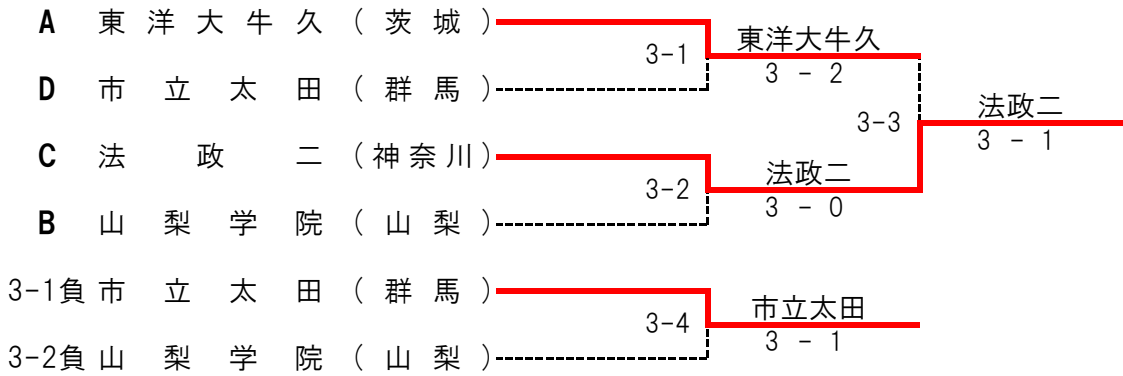 A 東洋大牛久(茨城)
3-1
東洋大牛久
3 - 2
D 市立太田(群馬)
3-3
法政二
3 - 1
C 法政二(神奈川)
3-2
法政二
3 - 0
B 山梨学院(山梨)
3-1負 市立太田(群馬)
3-4
市立太田
3 - 1
3-2負 山梨学院(山梨)